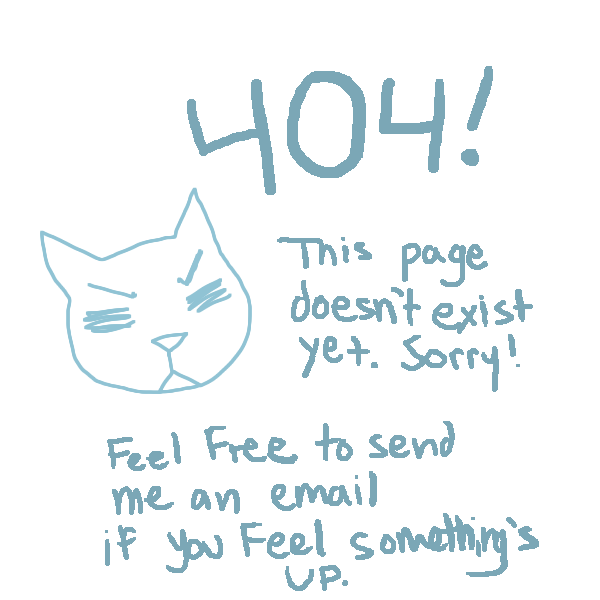 404!
This page
doesn't exist
yet. Sorry!
Feel Free to send
me an email
if you Feel something's
UP.